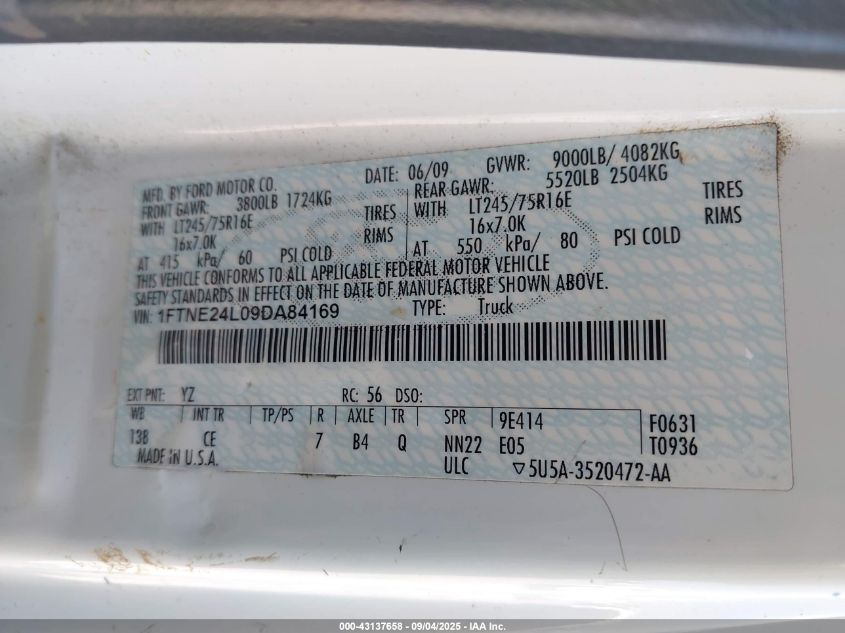 MFD. BY FORD MOTOR CO.
DATE: 06/09 GVWR: 9000LB/ 4082KG
FRONT GAWR: 3800LB 1724KG
REAR GAWR: 5520LB 2504KG
WITH LT245/75R16E TIRES
WITH LT245/75R16E TIRES
16x7.0K RIMS
16x7.0K RIMS
AT 415 kPa/ 60 PSI COLD
AT 550 kPa/ 80 PSI COLD
THIS VEHICLE CONFORMS TO ALL APPLICABLE FEDERAL MOTOR VEHICLE
SAFETY STANDARDS IN EFFECT ON THE DATE OF MANUFACTURE SHOWN ABOVE.
VIN: 1FTNE24L09DA84169 TYPE: Truck
EXT PNT: YZ RC: 56 DSO:
WB INT TR TP/PS R AXLE TR SPR 9E414 F0631
138 CE 7 B4 Q NN22 E05 T0936
MADE IN U.S.A. ULC ▽5U5A-3520472-AA
000-43137658 - 09/04/2025 - IAA Inc.